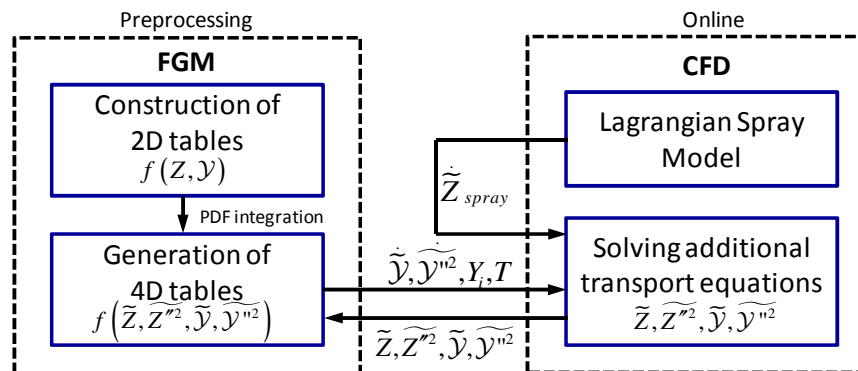 Preprocessing
Online
FGM
CFD
Construction of
2D tables
f(Z, 𝒴)
PDF integration
Generation of
4D tables
f(Z̃, Z″²̃, 𝒴̃, 𝒴″²̃)
Lagrangian Spray
Model
Z̃̇ spray
Solving additional
transport equations
Z̃, Z″²̃, 𝒴̃, 𝒴″²̃
𝒴̃̇, 𝒴″²̃̇, Yᵢ, T
Z̃, Z″²̃, 𝒴̃, 𝒴″²̃